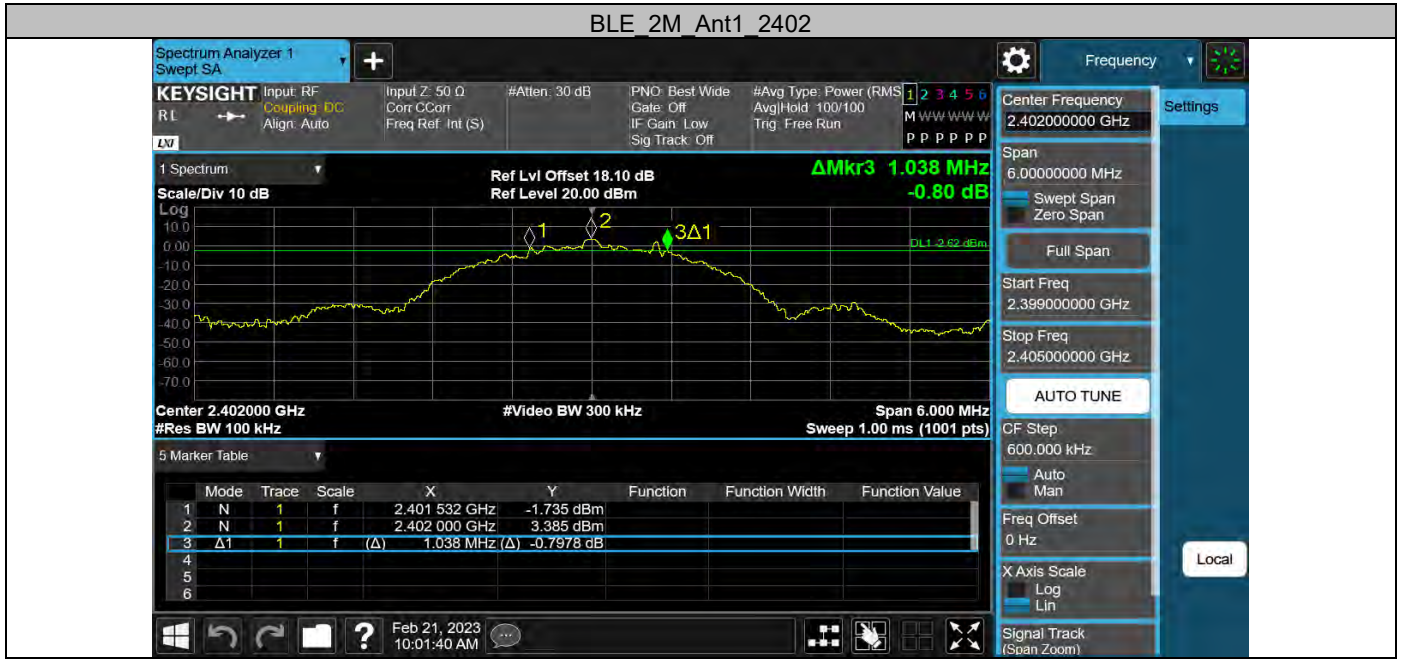 BLE_2M_Ant1_2402
Spectrum Analyzer 1
Swept SA
Frequency
KEYSIGHT
RL
LXI
Input: RF
Coupling: DC
Align: Auto
Input Z: 50 Ω
Corr CCorr
Freq Ref: Int (S)
#Atten: 30 dB
PNO: Best Wide
Gate: Off
IF Gain: Low
Sig Track: Off
#Avg Type: Power (RMS
Avg|Hold: 100/100
Trig: Free Run
1 2 3 4 5 6
M W W W W W
P P P P P P
Center Frequency
2.402000000 GHz
Settings
1 Spectrum
Scale/Div 10 dB
Ref Lvl Offset 18.10 dB
Ref Level 20.00 dBm
ΔMkr3 1.038 MHz
-0.80 dB
Span
6.00000000 MHz
Swept Span
Zero Span
Full Span
Start Freq
2.399000000 GHz
Stop Freq
2.405000000 GHz
AUTO TUNE
CF Step
600.000 kHz
Auto
Man
Freq Offset
0 Hz
X Axis Scale
Log
Lin
Signal Track
(Span Zoom)
Local
Log
10.0
0.00
-10.0
-20.0
-30.0
-40.0
-50.0
-60.0
-70.0
1
2
3Δ1
DL1 -2.62 dBm
Center 2.402000 GHz
#Res BW 100 kHz
#Video BW 300 kHz
Span 6.000 MHz
Sweep 1.00 ms (1001 pts)
5 Marker Table
Mode Trace Scale X Y Function Function Width Function Value
1 N 1 f 2.401 532 GHz -1.735 dBm
2 N 1 f 2.402 000 GHz 3.385 dBm
3 Δ1 1 f (Δ) 1.038 MHz (Δ) -0.7978 dB
4
5
6
?
Feb 21, 2023
10:01:40 AM